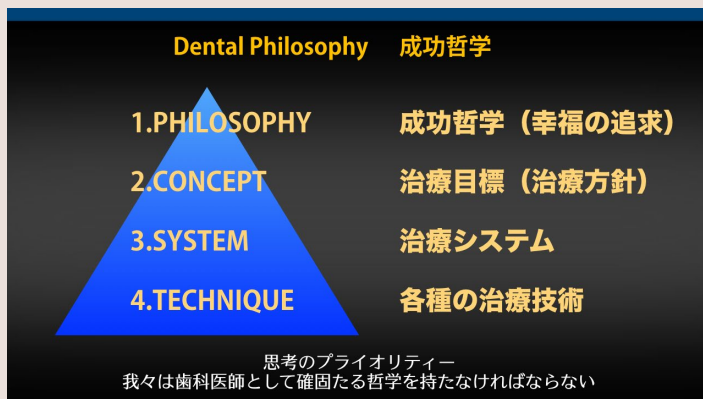 Dental Philosophy 成功哲学
1.PHILOSOPHY 成功哲学（幸福の追求）
2.CONCEPT 治療目標（治療方針）
3.SYSTEM 治療システム
4.TECHNIQUE 各種の治療技術
思考のプライオリティー
我々は歯科医師として確固たる哲学を持たなければならない